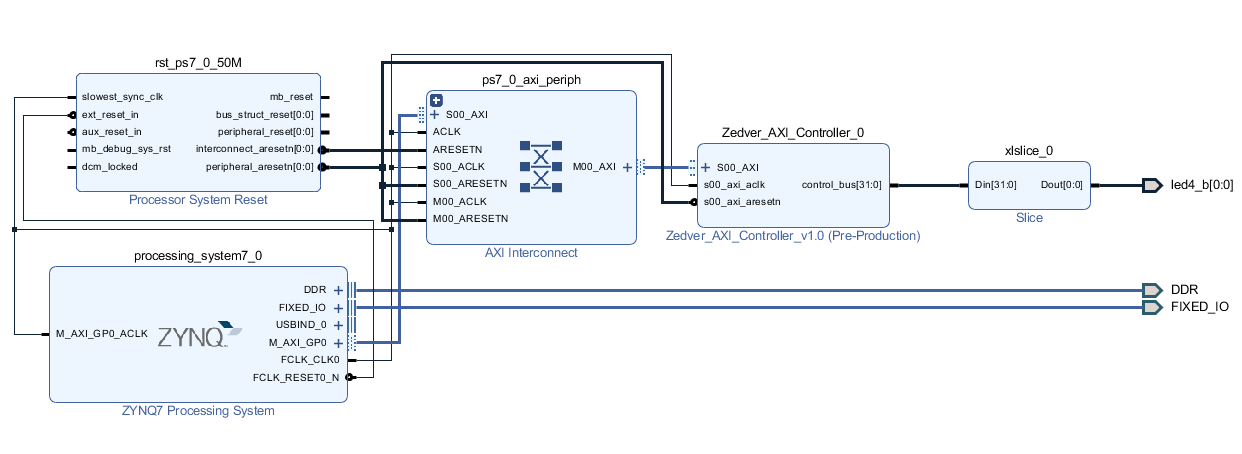 rst_ps7_0_50M
slowest_sync_clk
ext_reset_in
aux_reset_in
mb_debug_sys_rst
dcm_locked
mb_reset
bus_struct_reset[0:0]
peripheral_reset[0:0]
interconnect_aresetn[0:0]
peripheral_aresetn[0:0]
Processor System Reset
ps7_0_axi_periph
S00_AXI
ACLK
ARESETN
S00_ACLK
S00_ARESETN
M00_ACLK
M00_ARESETN
M00_AXI
AXI Interconnect
Zedver_AXI_Controller_0
S00_AXI
s00_axi_aclk
s00_axi_aresetn
control_bus[31:0]
Zedver_AXI_Controller_v1.0 (Pre-Production)
xlslice_0
Din[31:0]
Dout[0:0]
Slice
led4_b[0:0]
processing_system7_0
M_AXI_GP0_ACLK
ZYNQ
DDR
FIXED_IO
USBIND_0
M_AXI_GP0
FCLK_CLK0
FCLK_RESET0_N
ZYNQ7 Processing System
DDR
FIXED_IO